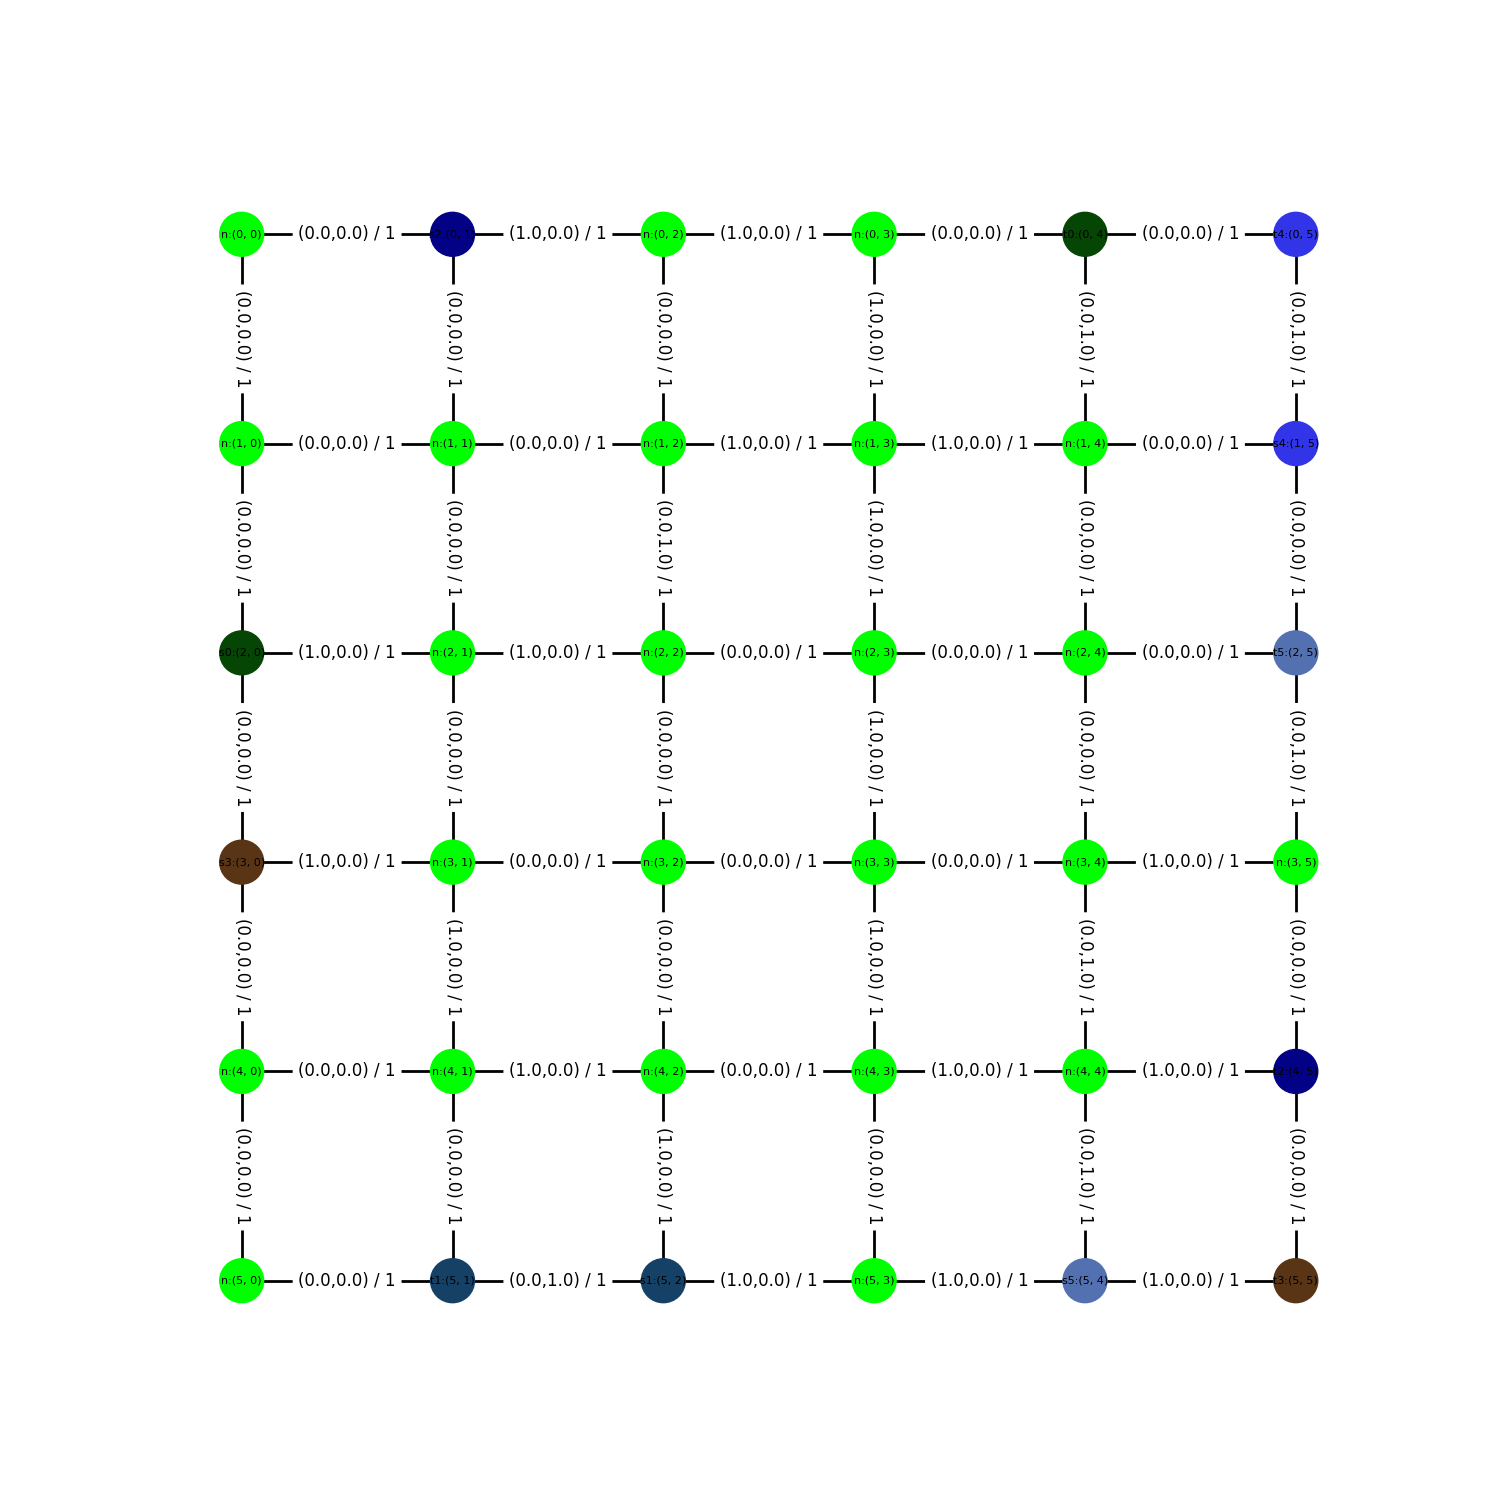 n:(0, 0) (0.0,0.0) / 1 s2:(0, 1) (1.0,0.0) / 1 n:(0, 2) (1.0,0.0) / 1 n:(0, 3) (0.0,0.0) / 1 t0:(0, 4) (0.0,0.0) / 1 t4:(0, 5)
(0.0,0.0) / 1 (0.0,0.0) / 1 (0.0,0.0) / 1 (1.0,0.0) / 1 (0.0,1.0) / 1 (0.0,1.0) / 1
n:(1, 0) (0.0,0.0) / 1 n:(1, 1) (0.0,0.0) / 1 n:(1, 2) (1.0,0.0) / 1 n:(1, 3) (1.0,0.0) / 1 n:(1, 4) (0.0,0.0) / 1 s4:(1, 5)
(0.0,0.0) / 1 (0.0,0.0) / 1 (0.0,1.0) / 1 (1.0,0.0) / 1 (0.0,0.0) / 1 (0.0,0.0) / 1
s0:(2, 0) (1.0,0.0) / 1 n:(2, 1) (1.0,0.0) / 1 n:(2, 2) (0.0,0.0) / 1 n:(2, 3) (0.0,0.0) / 1 n:(2, 4) (0.0,0.0) / 1 t5:(2, 5)
(0.0,0.0) / 1 (0.0,0.0) / 1 (0.0,0.0) / 1 (1.0,0.0) / 1 (0.0,0.0) / 1 (0.0,1.0) / 1
s3:(3, 0) (1.0,0.0) / 1 n:(3, 1) (0.0,0.0) / 1 n:(3, 2) (0.0,0.0) / 1 n:(3, 3) (0.0,0.0) / 1 n:(3, 4) (1.0,0.0) / 1 n:(3, 5)
(0.0,0.0) / 1 (1.0,0.0) / 1 (0.0,0.0) / 1 (1.0,0.0) / 1 (0.0,1.0) / 1 (0.0,0.0) / 1
n:(4, 0) (0.0,0.0) / 1 n:(4, 1) (1.0,0.0) / 1 n:(4, 2) (0.0,0.0) / 1 n:(4, 3) (1.0,0.0) / 1 n:(4, 4) (1.0,0.0) / 1 t2:(4, 5)
(0.0,0.0) / 1 (0.0,0.0) / 1 (1.0,0.0) / 1 (0.0,0.0) / 1 (0.0,1.0) / 1 (0.0,0.0) / 1
n:(5, 0) (0.0,0.0) / 1 t1:(5, 1) (0.0,1.0) / 1 s1:(5, 2) (1.0,0.0) / 1 n:(5, 3) (1.0,0.0) / 1 s5:(5, 4) (1.0,0.0) / 1 t3:(5, 5)